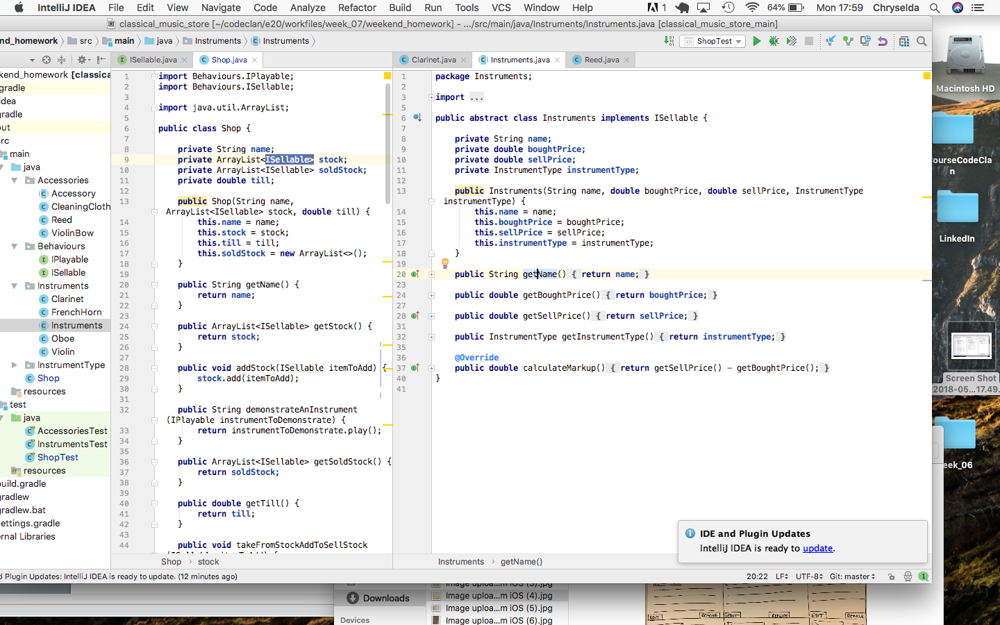 IntelliJ IDEA File Edit View Navigate Code Analyze Refactor Build Run Tools VCS Window Help 1 64% Mon 17:59 Chryselda
classical_music_store [~/codeclan/e20/workfiles/week_07/weekend_homework] - .../src/main/java/Instruments/Instruments.java [classical_music_store_main]
nd_homework src main java Instruments Instruments ShopTest
ISellable.java Shop.java Clarinet.java Instruments.java Reed.java
kend_homework [classica
gradle
idea
gradle
out
src
main
java
Accessories
Accessory
CleaningCloth
Reed
ViolinBow
Behaviours
IPlayable
ISellable
Instruments
Clarinet
FrenchHorn
Instruments
Oboe
Violin
InstrumentType
Shop
resources
test
java
AccessoriesTest
InstrumentsTest
ShopTest
resources
build.gradle
gradlew
gradlew.bat
settings.gradle
ernal Libraries
1 import Behaviours.IPlayable;
2 import Behaviours.ISellable;
3
4 import java.util.ArrayList;
5
6 public class Shop {
7
8 private String name;
9 private ArrayList<ISellable> stock;
10 private ArrayList<ISellable> soldStock;
11 private double till;
12
13 public Shop(String name,
ArrayList<ISellable> stock, double till) {
14 this.name = name;
15 this.stock = stock;
16 this.till = till;
17 this.soldStock = new ArrayList<>();
18 }
19
20 public String getName() {
21 return name;
22 }
23
24 public ArrayList<ISellable> getStock() {
25 return stock;
26 }
27
28 public void addStock(ISellable itemToAdd) {
29 stock.add(itemToAdd);
30 }
31
32 public String demonstrateAnInstrument
(IPlayable instrumentToDemonstrate) {
33 return instrumentToDemonstrate.play();
34 }
35
36 public ArrayList<ISellable> getSoldStock() {
37 return soldStock;
38 }
39
40 public double getTill() {
41 return till;
42 }
43
44 public void takeFromStockAddToSellStock
Shop stock
1 package Instruments;
2
3 import ...
5
6 public abstract class Instruments implements ISellable {
7
8 private String name;
9 private double boughtPrice;
10 private double sellPrice;
11 private InstrumentType instrumentType;
12
13 public Instruments(String name, double boughtPrice, double sellPrice, InstrumentType
instrumentType) {
14 this.name = name;
15 this.boughtPrice = boughtPrice;
16 this.sellPrice = sellPrice;
17 this.instrumentType = instrumentType;
18 }
19
20 public String getName() { return name; }
23
24 public double getBoughtPrice() { return boughtPrice; }
27
28 public double getSellPrice() { return sellPrice; }
31
32 public InstrumentType getInstrumentType() { return instrumentType; }
35
36 @Override
37 public double calculateMarkup() { return getSellPrice() - getBoughtPrice(); }
40 }
41
Instruments getName()
IDE and Plugin Updates
IntelliJ IDEA is ready to update.
d Plugin Updates: IntelliJ IDEA is ready to update. (12 minutes ago) 20:22 LF UTF-8 Git: master 1
Macintosh HD
CourseCodeClan
LinkedIn
Screen Shot
2018-05...17.49.
eek_06
Downloads
Devices
Image uploa...m iOS (3).jpg
Image uploa...m iOS (4).jpg
Image uploa...m iOS (5).jpg
Image uploa...m iOS (6).jpg
EDIT REMOVE EDIT REMOVE EDIT REMOVE